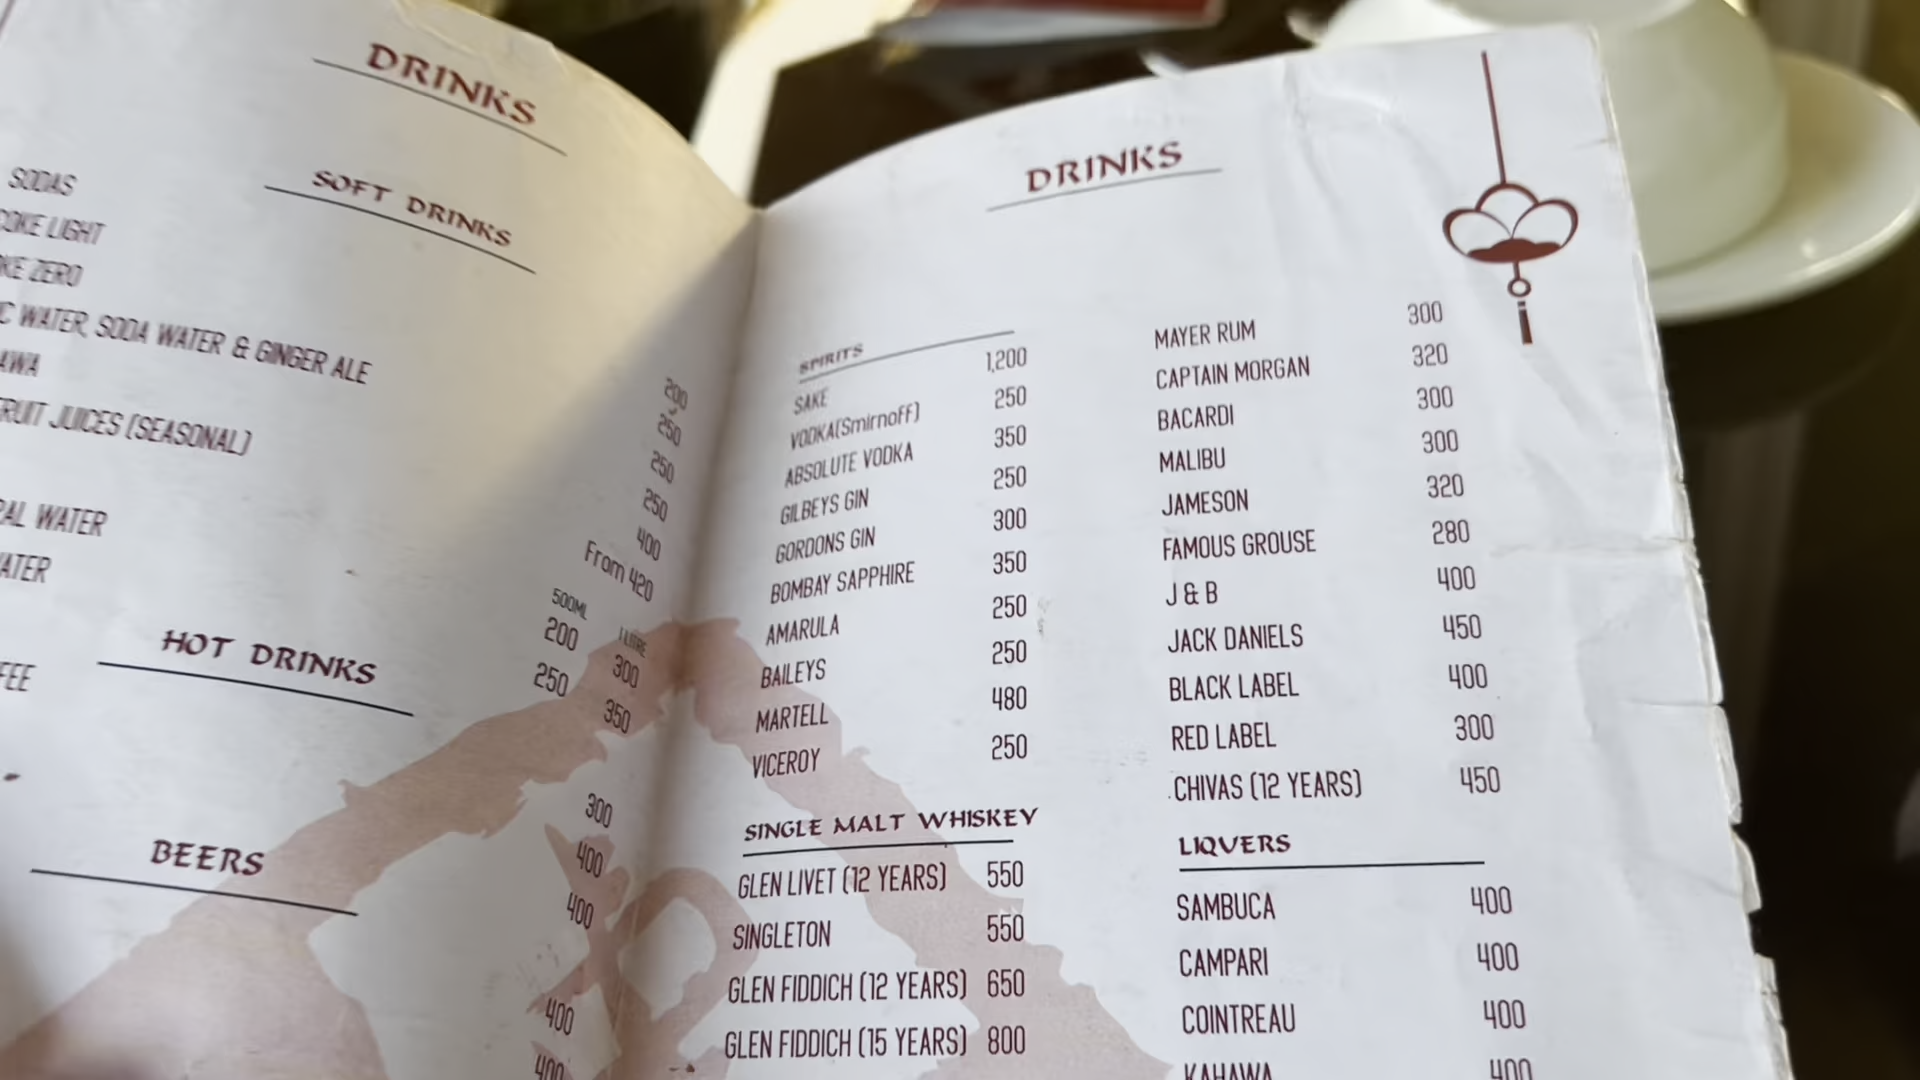 DRINKS
SOFT DRINKS
SODAS
COKE LIGHT
KE ZERO
C WATER, SODA WATER & GINGER ALE
AWA
FRUIT JUICES (SEASONAL)
200
250
250
250
400
From 420
RAL WATER
WATER
500ML 1 LITRE
200 300
250 350
HOT DRINKS
FEE
300
400
400
BEERS
400
400
DRINKS
SPIRITS
SAKE 1,200
VODKA(Smirnoff) 250
ABSOLUTE VODKA 350
GILBEYS GIN 250
GORDONS GIN 300
BOMBAY SAPPHIRE 350
AMARULA 250
BAILEYS 250
MARTELL 480
VICEROY 250
SINGLE MALT WHISKEY
GLEN LIVET (12 YEARS) 550
SINGLETON 550
GLEN FIDDICH (12 YEARS) 650
GLEN FIDDICH (15 YEARS) 800
MAYER RUM 300
CAPTAIN MORGAN 320
BACARDI 300
MALIBU 300
JAMESON 320
FAMOUS GROUSE 280
J & B 400
JACK DANIELS 450
BLACK LABEL 400
RED LABEL 300
CHIVAS (12 YEARS) 450
LIQVERS
SAMBUCA 400
CAMPARI 400
COINTREAU 400
KAHAWA 400